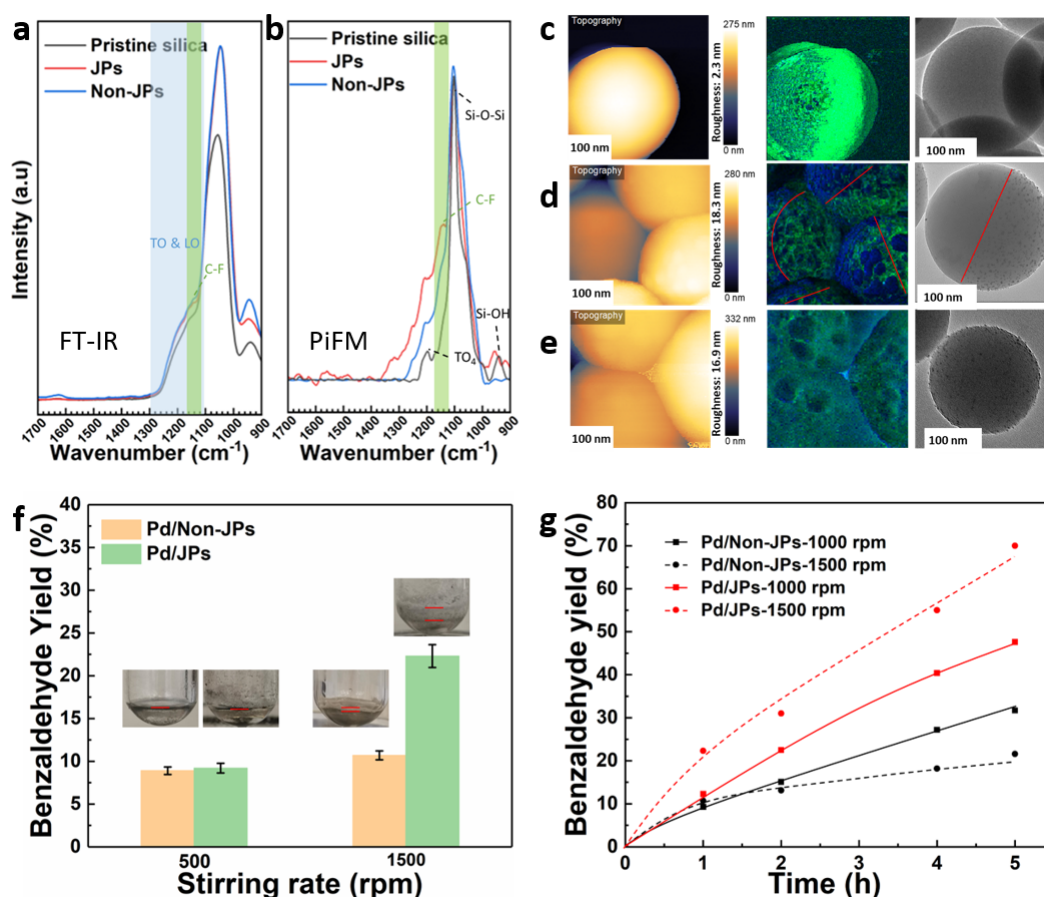 a
Pristine silica
JPs
Non-JPs
TO & LO
C-F
FT-IR
Intensity (a.u)
1700
1600
1500
1400
1300
1200
1100
1000
900
Wavenumber (cm⁻¹)
b
Pristine silica
JPs
Non-JPs
Si-O-Si
C-F
Si-OH
TO₄
PiFM
1700
1600
1500
1400
1300
1200
1100
1000
900
Wavenumber (cm⁻¹)
c
Topography
100 nm
275 nm
Roughness: 2.3 nm
0 nm
100 nm
d
Topography
100 nm
280 nm
Roughness: 18.3 nm
0 nm
100 nm
e
Topography
100 nm
332 nm
Roughness: 16.9 nm
0 nm
100 nm
f
Pd/Non-JPs
Pd/JPs
Benzaldehyde Yield (%)
40
35
30
25
20
15
10
5
0
500
1500
Stirring rate (rpm)
g
Pd/Non-JPs-1000 rpm
Pd/Non-JPs-1500 rpm
Pd/JPs-1000 rpm
Pd/JPs-1500 rpm
Benzaldehyde yield (%)
80
70
60
50
40
30
20
10
0
0
1
2
3
4
5
Time (h)